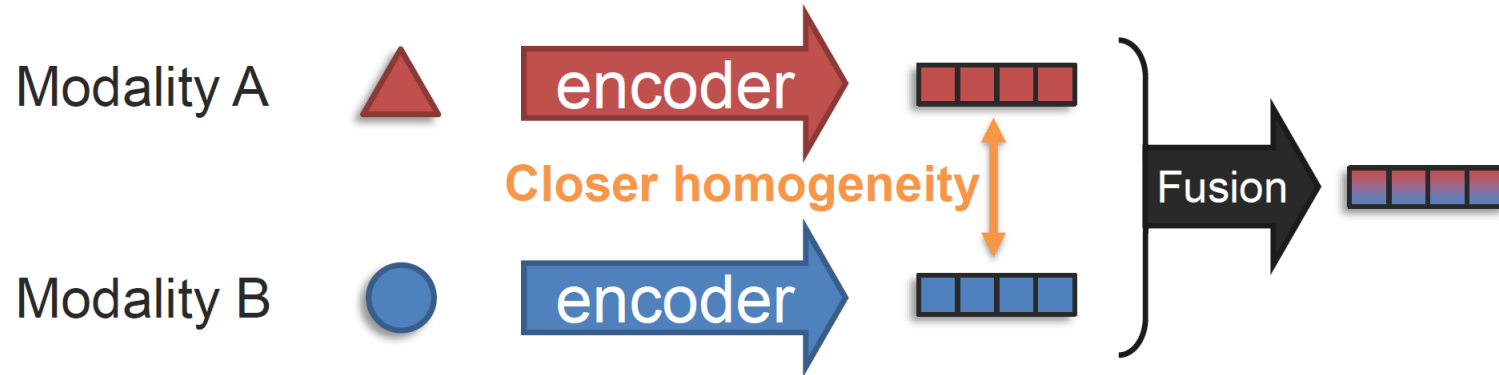 Modality A
encoder
Closer homogeneity
Fusion
Modality B
encoder